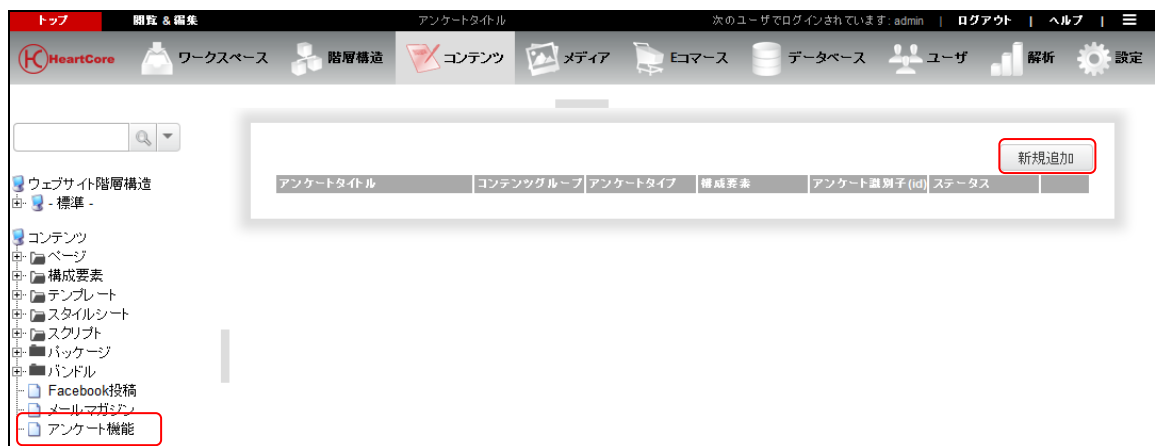 トップ 閲覧 & 編集 アンケートタイトル 次のユーザでログインされています: admin | ログアウト | ヘルプ |
HeartCore ワークスペース 階層構造 コンテンツ メディア Eコマース データベース ユーザ 解析 設定
新規追加
アンケートタイトル コンテンツグループ アンケートタイプ 構成要素 アンケート識別子(id) ステータス
ウェブサイト階層構造
- 標準 -
コンテンツ
ページ
構成要素
テンプレート
スタイルシート
スクリプト
パッケージ
バンドル
Facebook投稿
メールマガジン
アンケート機能